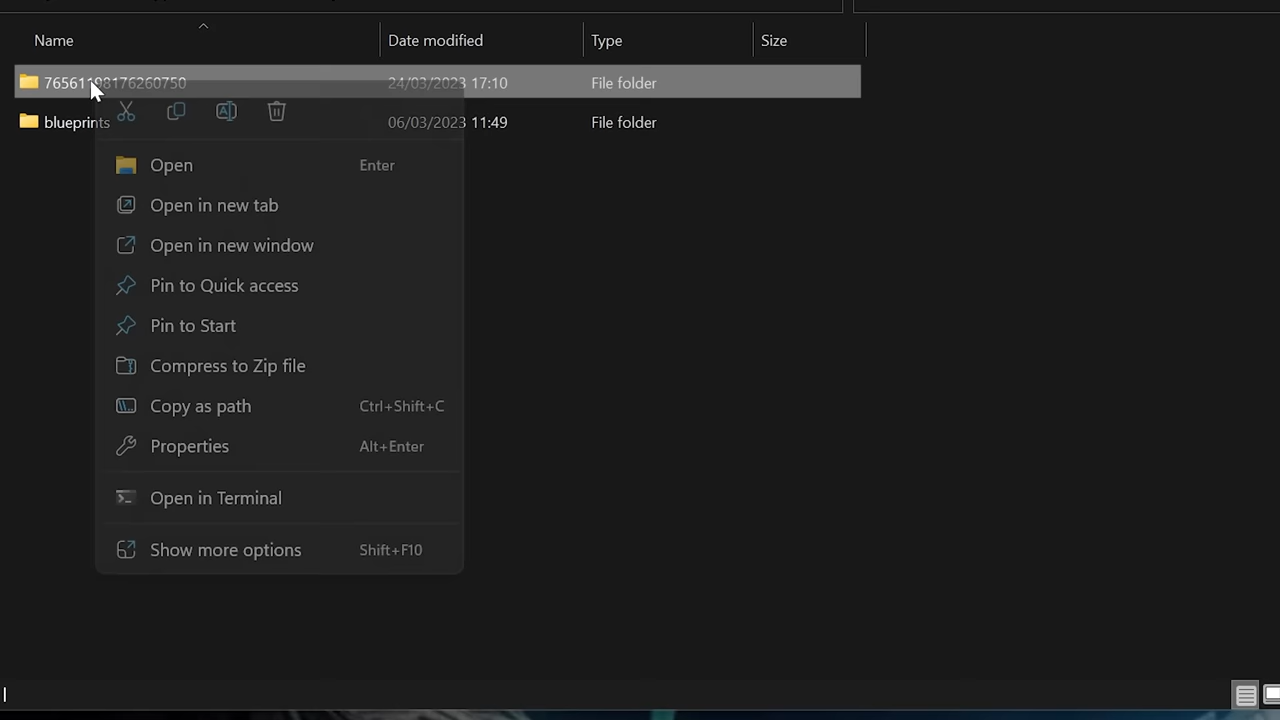 Name Date modified Type Size
76561198176260750 24/03/2023 17:10 File folder
blueprints 06/03/2023 11:49 File folder
Open Enter
Open in new tab
Open in new window
Pin to Quick access
Pin to Start
Compress to Zip file
Copy as path Ctrl+Shift+C
Properties Alt+Enter
Open in Terminal
Show more options Shift+F10